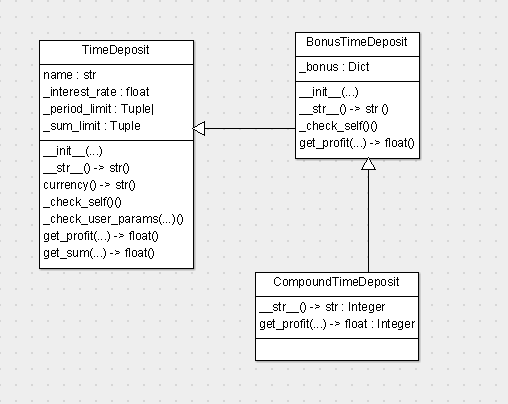 TimeDeposit
name : str
_interest_rate : float
_period_limit : Tuple|
_sum_limit : Tuple
__init__(...)
__str__() -> str()
currency() -> str()
_check_self()()
_check_user_params(...)()
get_profit(...) -> float()
get_sum(...) -> float()
BonusTimeDeposit
_bonus : Dict
__init__(...)
__str__() -> str ()
_check_self()()
get_profit(...) -> float()
CompoundTimeDeposit
__str__() -> str : Integer
get_profit(...) -> float : Integer